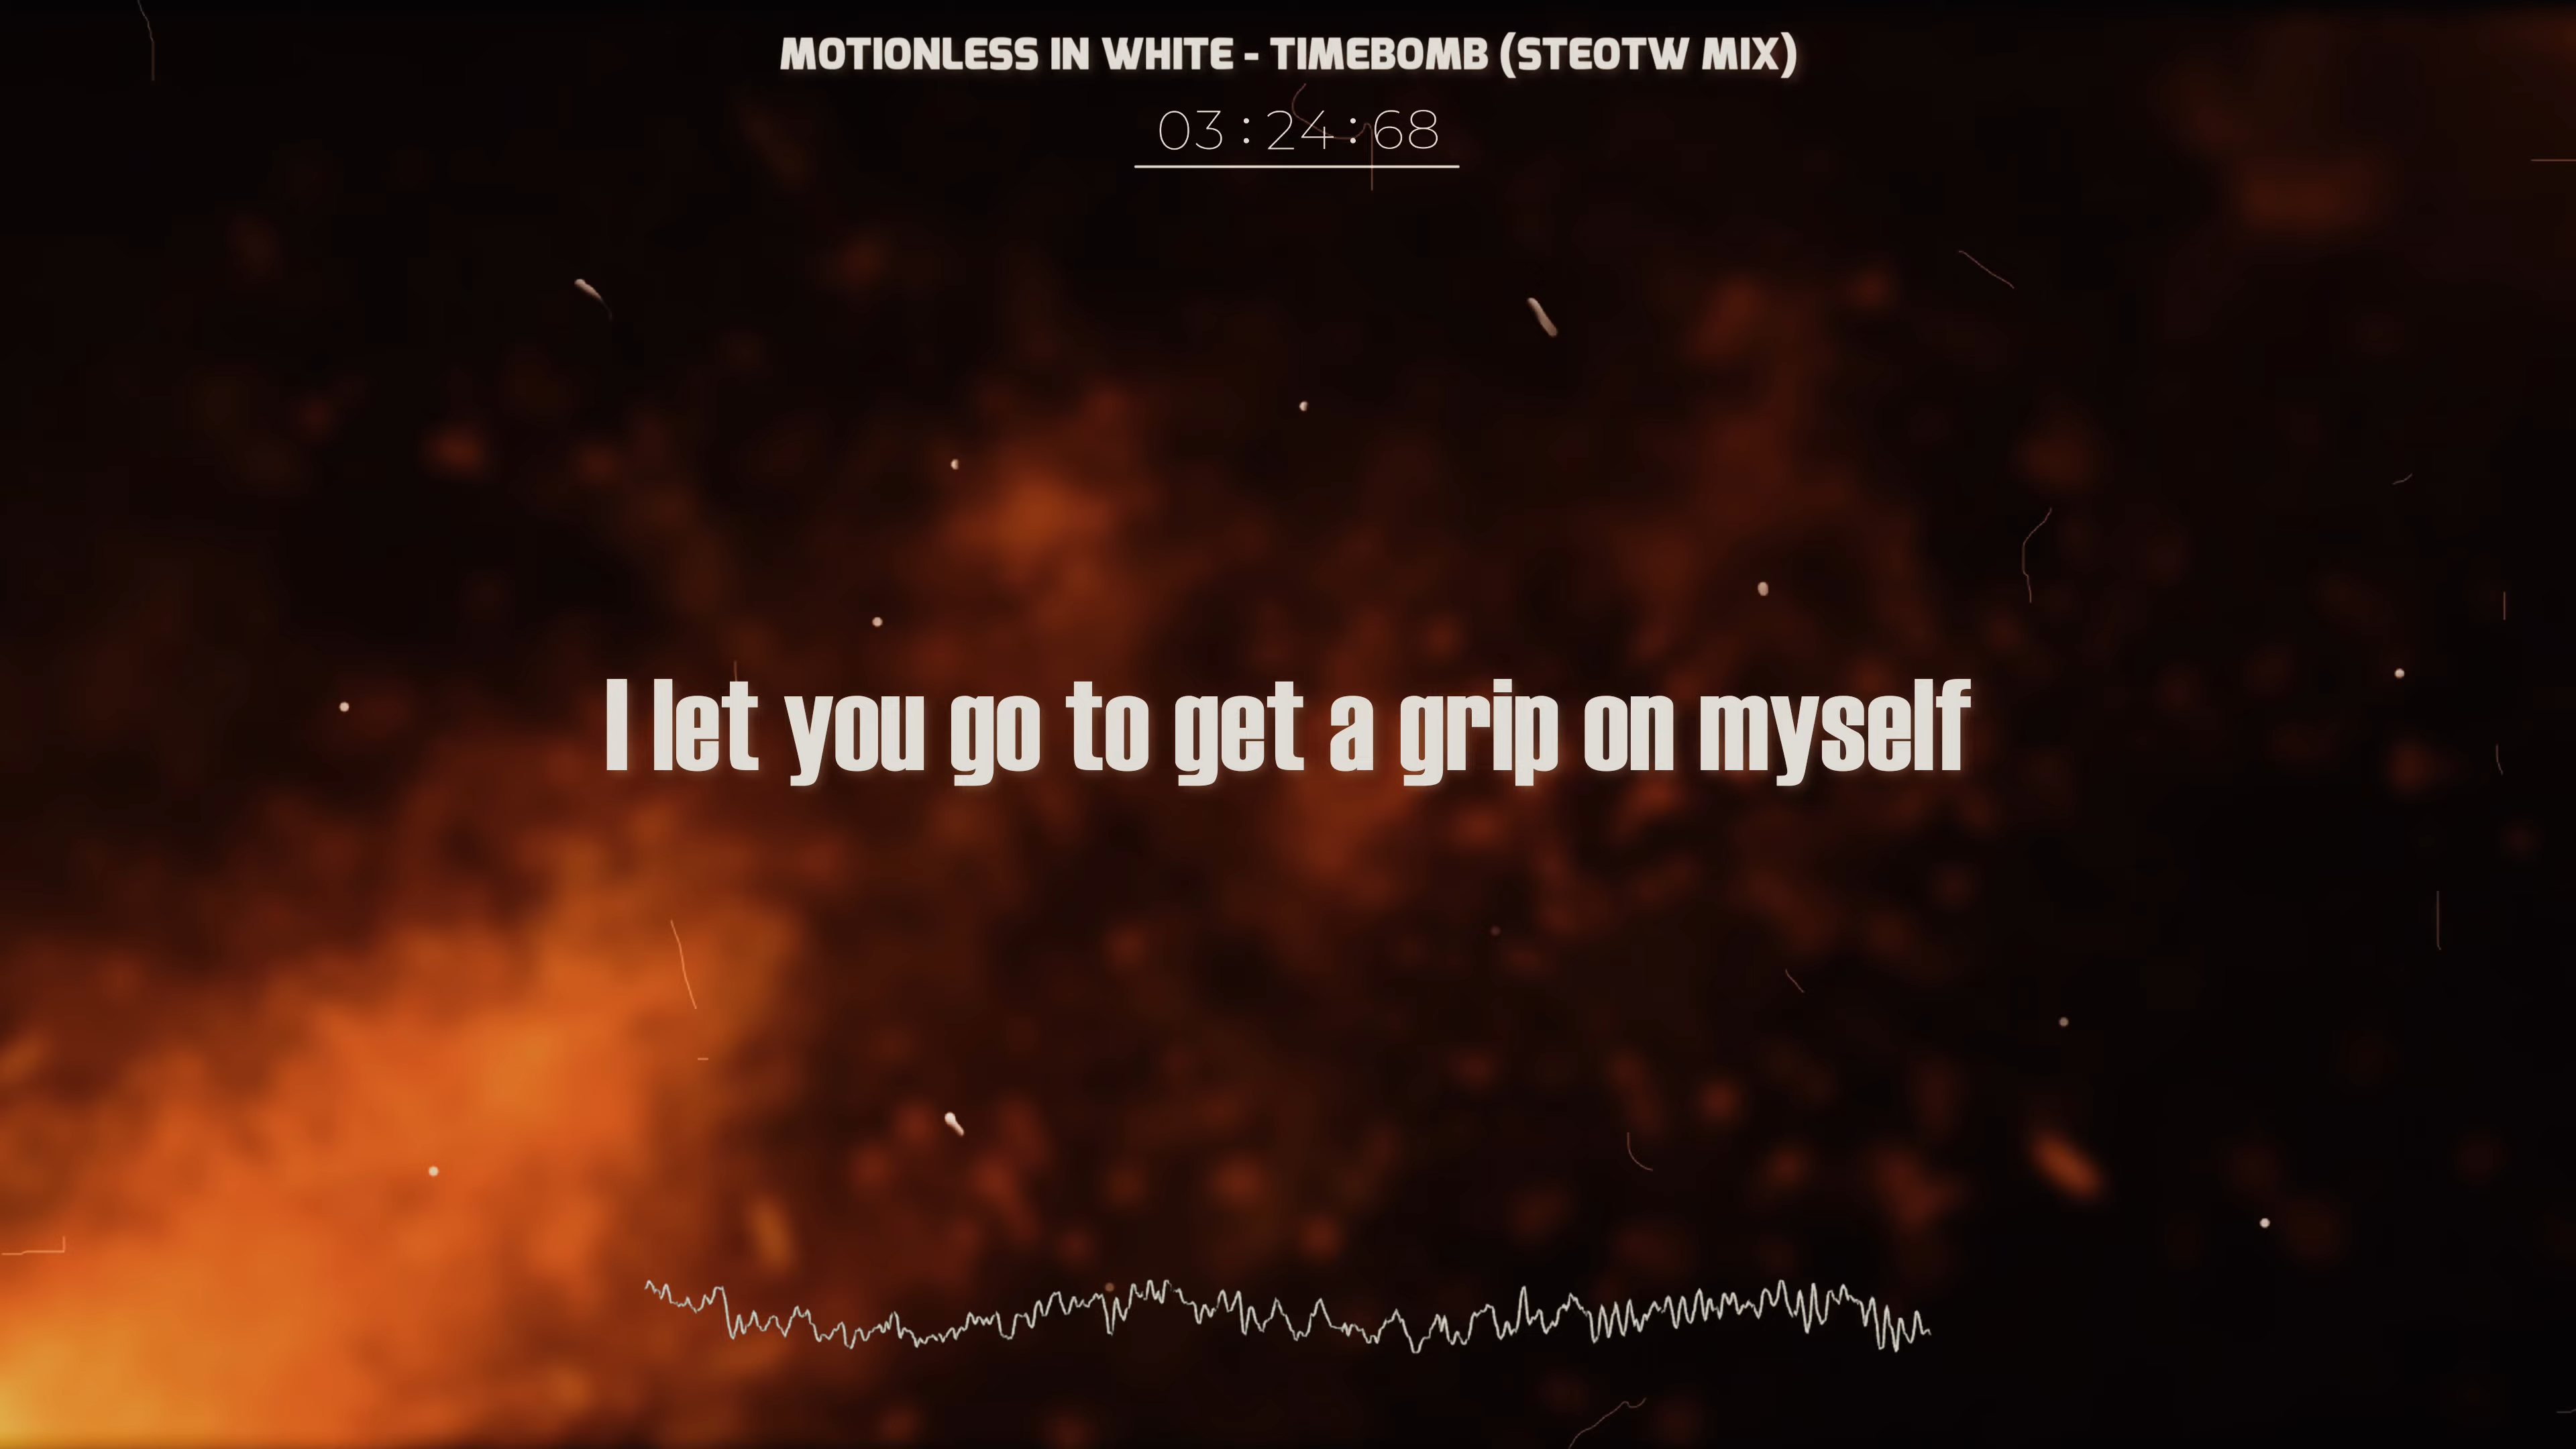 MOTIONLESS IN WHITE - TIMEBOMB (STEOTW MIX)
03:24:68
I let you go to get a grip on myself